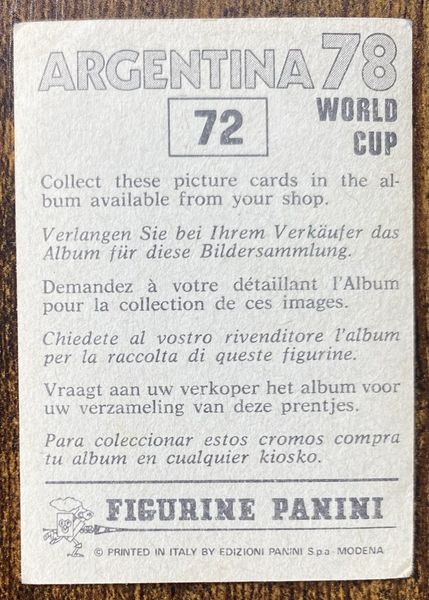 ARGENTINA 78
72
WORLD
CUP
Collect these picture cards in the al-
bum available from your shop.
Verlangen Sie bei Ihrem Verkäufer das
Album für diese Bildersammlung.
Demandez à votre détaillant l'Album
pour la collection de ces images.
Chiedete al vostro rivenditore l'album
per la raccolta di queste figurine.
Vraagt aan uw verkoper het album voor
uw verzameling van deze prentjes.
Para coleccionar estos cromos compra
tu album en cualquier kiosko.
FIGURINE PANINI
© PRINTED IN ITALY BY EDIZIONI PANINI S.p.a - MODENA